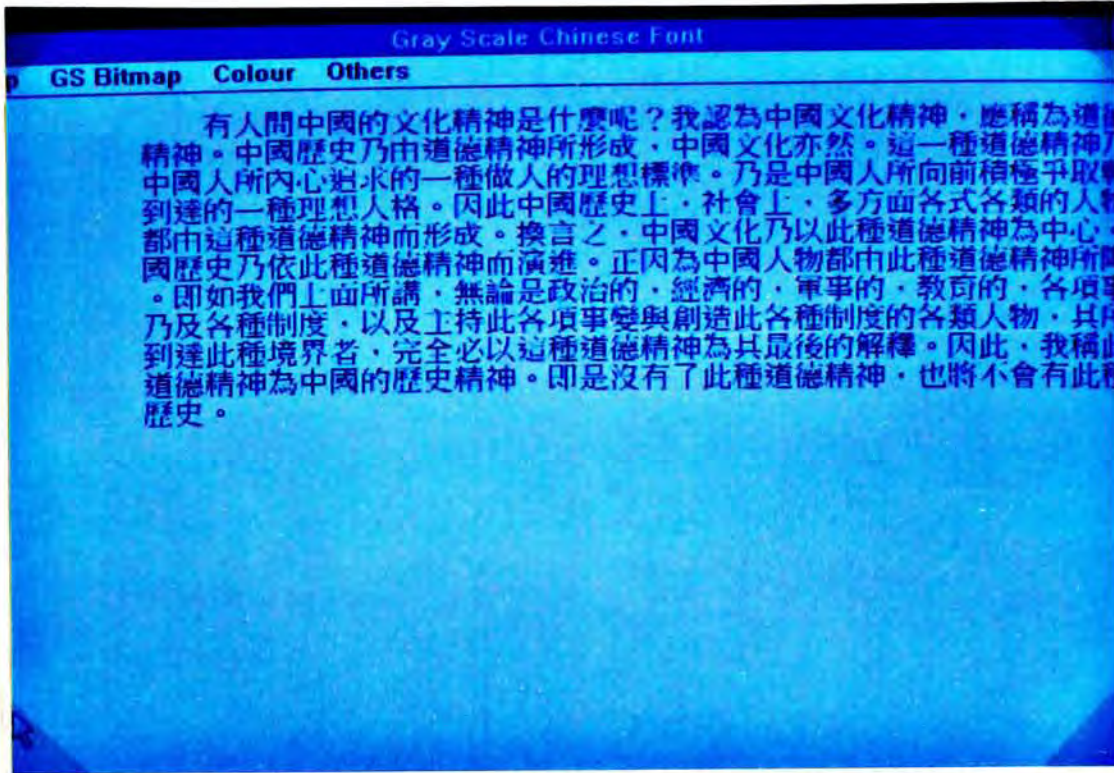 Gray Scale Chinese Font
p GS Bitmap Colour Others
有人問中國的文化精神是什麼呢？我認為中國文化精神，應稱為道德
精神。中國歷史乃由道德精神所形成，中國文化亦然。這一種道德精神乃
中國人所內心追求的一種做人的理想標準。乃是中國人所向前積極爭取
到達的一種理想人格。因此中國歷史上，社會上，多方面各式各類的人物
都由這種道德精神而形成。換言之，中國文化乃以此種道德精神為中心，
國歷史乃依此種道德精神而演進。正因為中國人物都由此種道德精神所
。即如我們上面所講，無論是政治的，經濟的，軍事的，教育的，各項事
乃及各種制度，以及主持此各項事變與創造此各種制度的各類人物，其所
到達此種境界者，完全必以這種道德精神為其最後的解釋。因此，我稱此
道德精神為中國的歷史精神。即是沒有了此種道德精神，也將不會有此種
歷史。